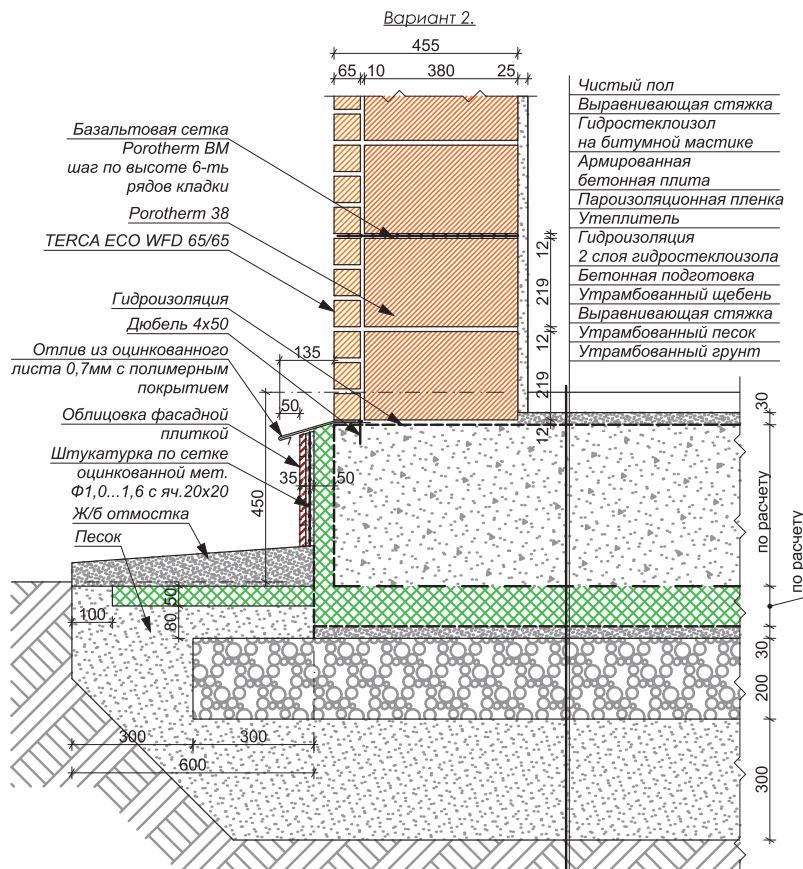 Вариант 2.
455
65 10 380 25
Базальтовая сетка
Porotherm BM
шаг по высоте 6-ть
рядов кладки
Porotherm 38
TERCA ECO WFD 65/65
Гидроизоляция
Дюбель 4x50
Отлив из оцинкованного
листа 0,7мм с полимерным
покрытием
Облицовка фасадной
плиткой
Штукатурка по сетке
оцинкованной мет.
Ф1,0...1,6 с яч.20x20
Ж/б отмостка
Песок
Чистый пол
Выравнивающая стяжка
Гидростеклоизол
на битумной мастике
Армированная
бетонная плита
Пароизоляционная пленка
Утеплитель
Гидроизоляция
2 слоя гидростеклоизола
Бетонная подготовка
Утрамбованный щебень
Выравнивающая стяжка
Утрамбованный песок
Утрамбованный грунт
12
219
12
219
12
135
50
35
50
450
100
50
80
300
300
600
30
по расчету
по расчету
30
200
300